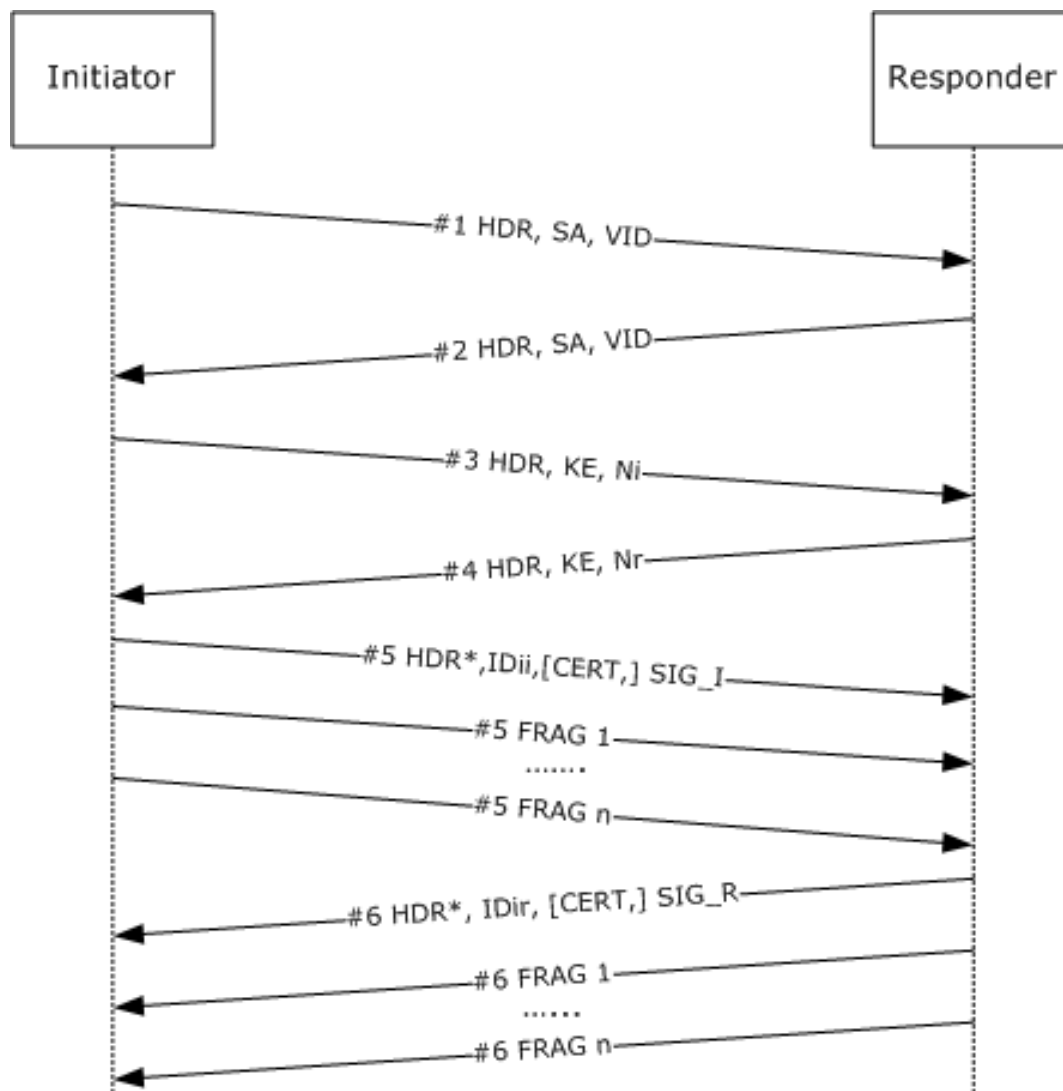 Initiator
Responder
#1 HDR, SA, VID
#2 HDR, SA, VID
#3 HDR, KE, Ni
#4 HDR, KE, Nr
#5 HDR*,IDii,[CERT,] SIG_I
#5 FRAG 1
.......
#5 FRAG n
#6 HDR*, IDir, [CERT,] SIG_R
#6 FRAG 1
......
#6 FRAG n